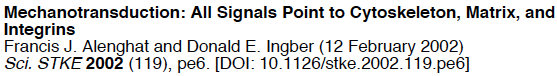 Mechanotransduction: All Signals Point to Cytoskeleton, Matrix, and
Integrins
Francis J. Alenghat and Donald E. Ingber (12 February 2002)
Sci. STKE 2002 (119), pe6. [DOI: 10.1126/stke.2002.119.pe6]